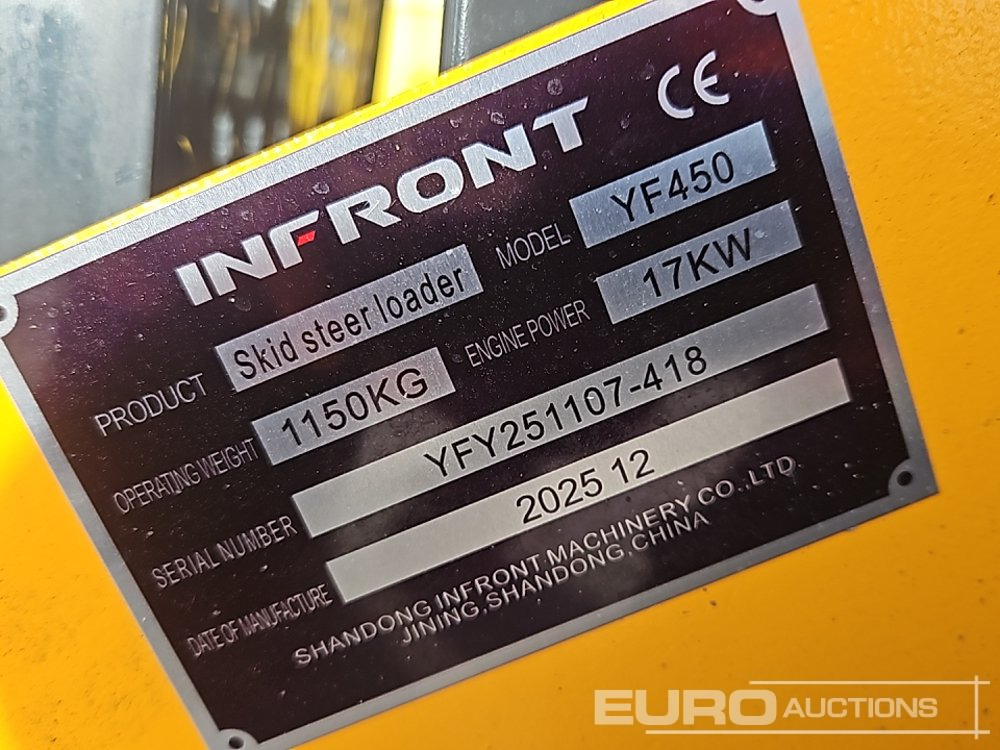 INFRONT CE
PRODUCT Skid steer loader MODEL YF450
OPERATING WEIGHT 1150KG ENGINE POWER 17KW
SERIAL NUMBER YFY251107-418
DATE OF MANUFACTURE 2025 12
SHANDONG INFRONT MACHINERY CO.,LTD
JINING,SHANDONG,CHINA
EURO AUCTIONS